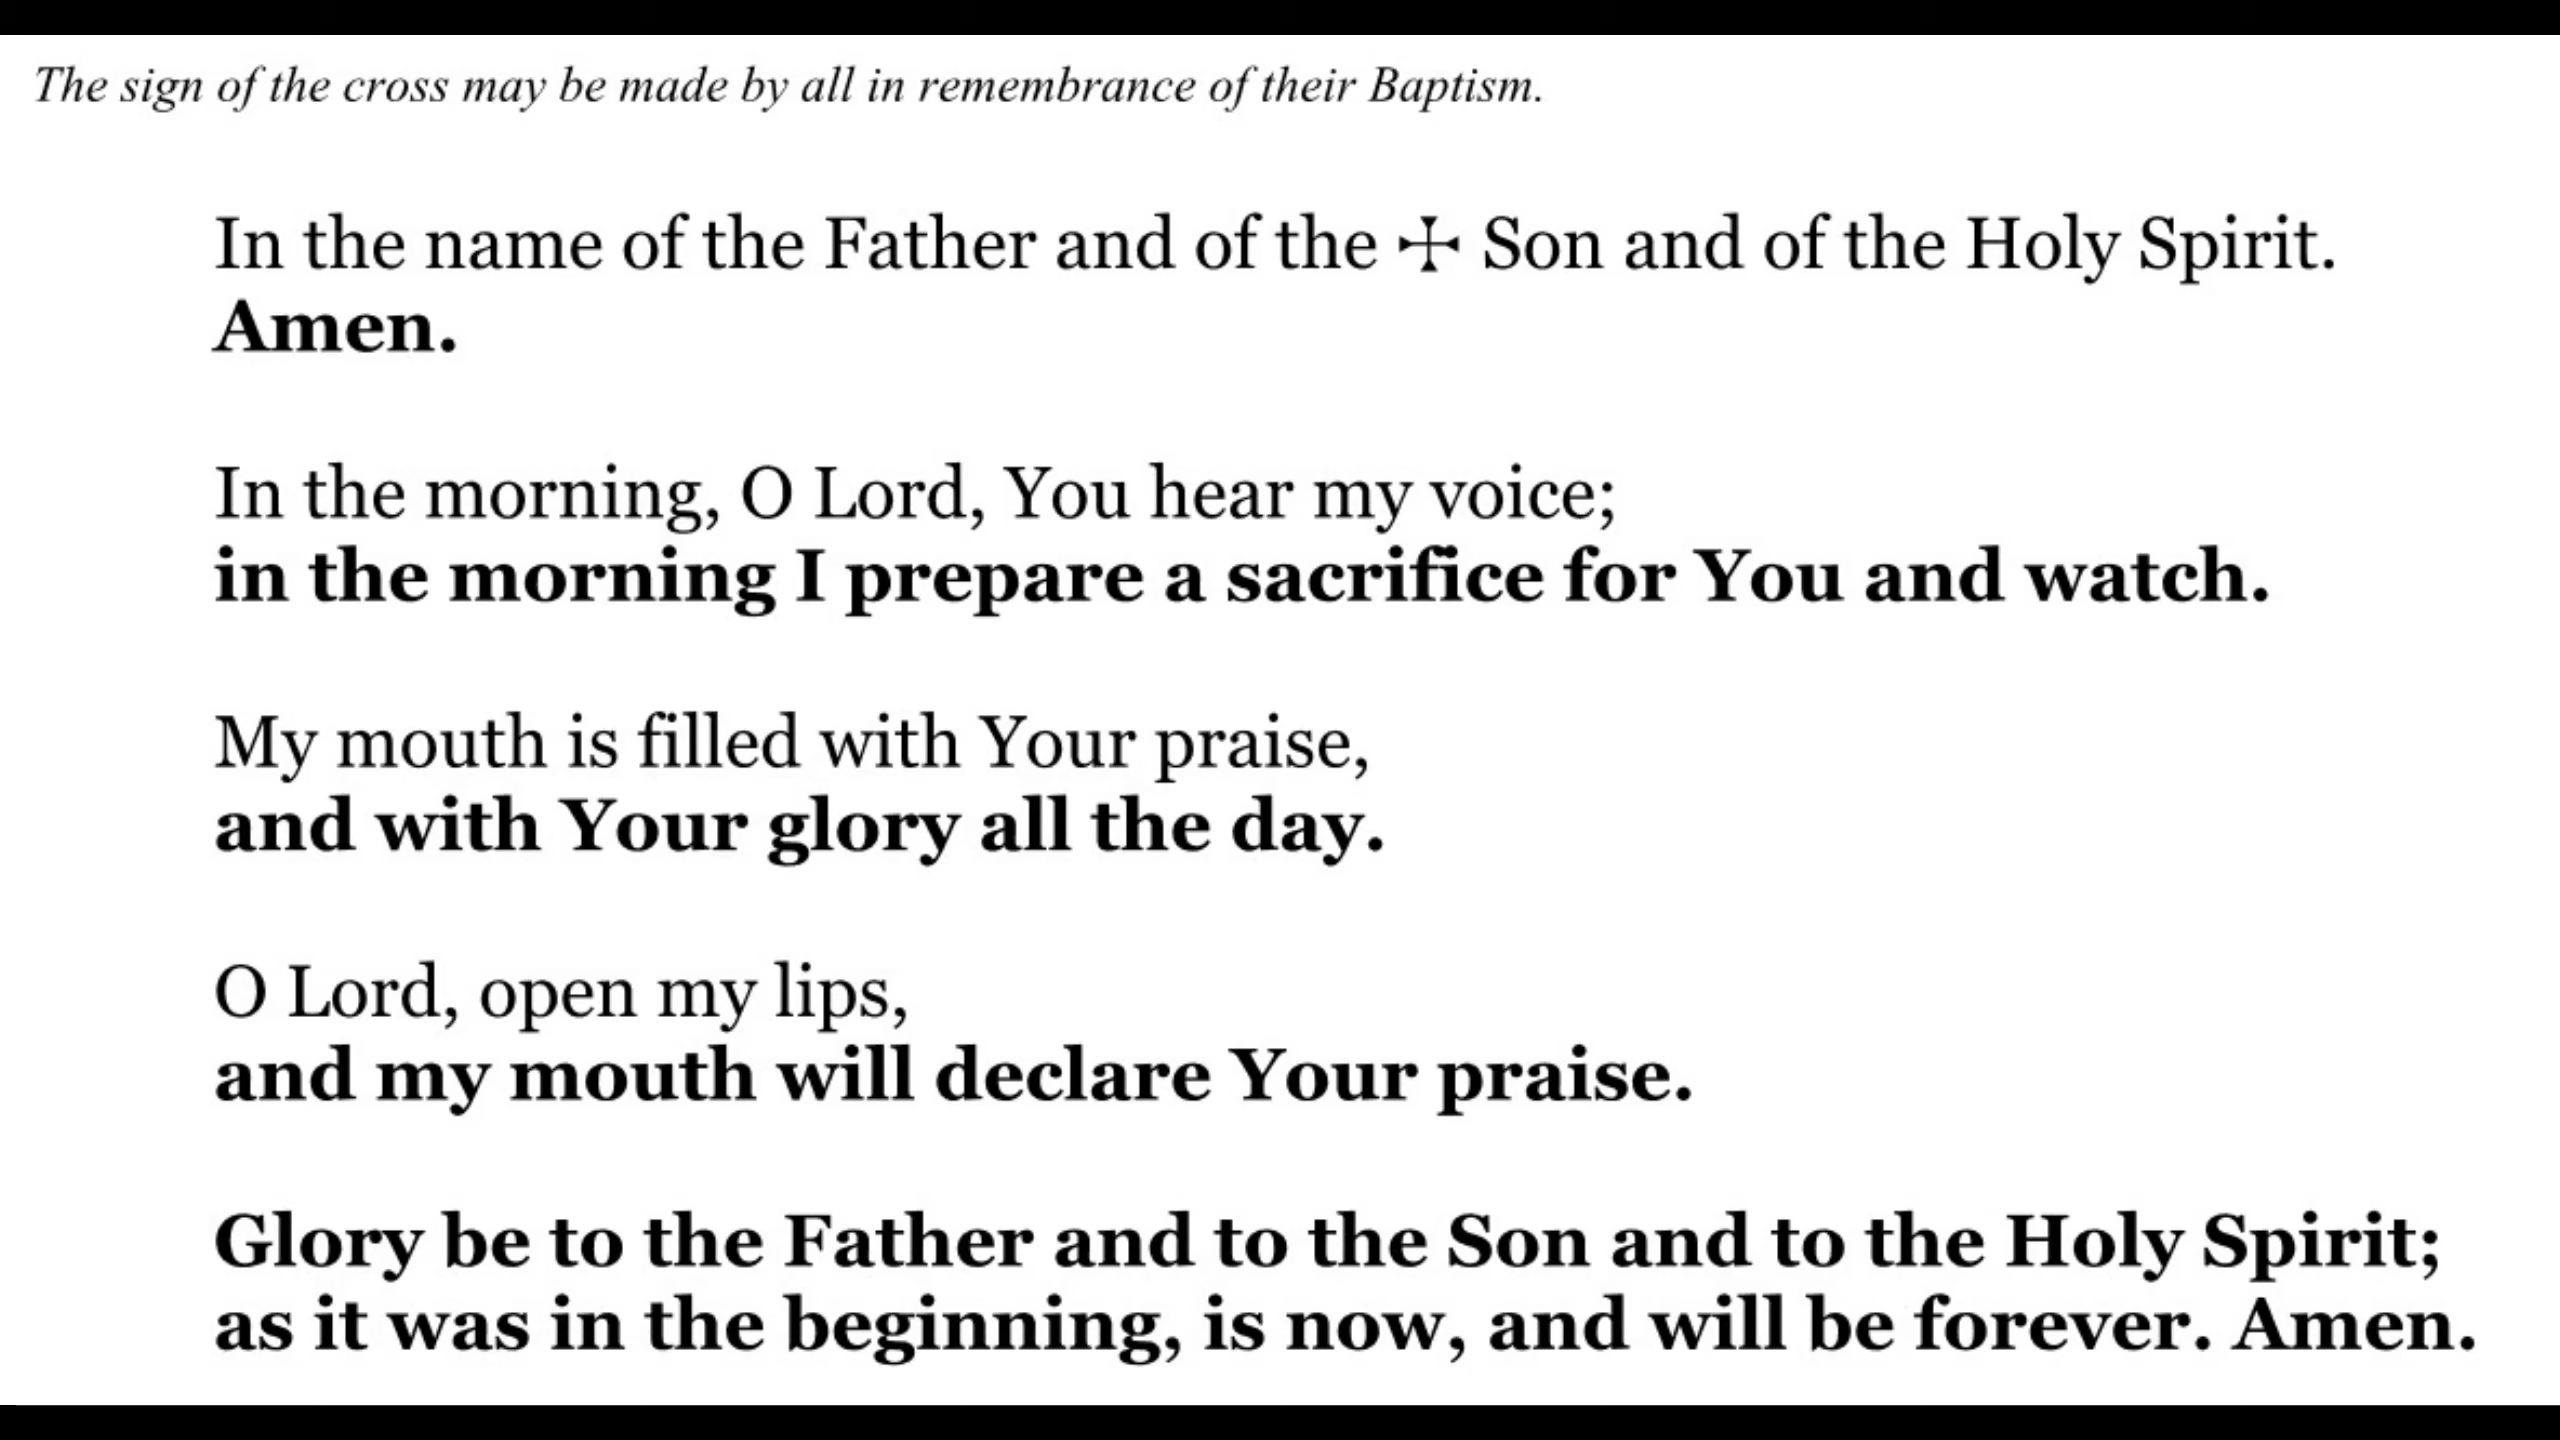 The sign of the cross may be made by all in remembrance of their Baptism.
In the name of the Father and of the ☩ Son and of the Holy Spirit.
Amen.
In the morning, O Lord, You hear my voice;
in the morning I prepare a sacrifice for You and watch.
My mouth is filled with Your praise,
and with Your glory all the day.
O Lord, open my lips,
and my mouth will declare Your praise.
Glory be to the Father and to the Son and to the Holy Spirit;
as it was in the beginning, is now, and will be forever. Amen.